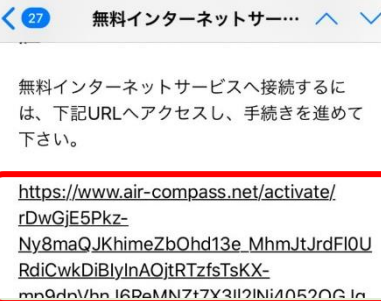 27
無料インターネットサー…
無料インターネットサービスへ接続するに
は、下記URLへアクセスし、手続きを進めて
下さい。
https://www.air-compass.net/activate/
rDwGjE5Pkz-
Ny8maQJKhimeZbOhd13e_MhmJtJrdFl0U
RdiCwkDiBlyInAOjtRTzfsTsKX-